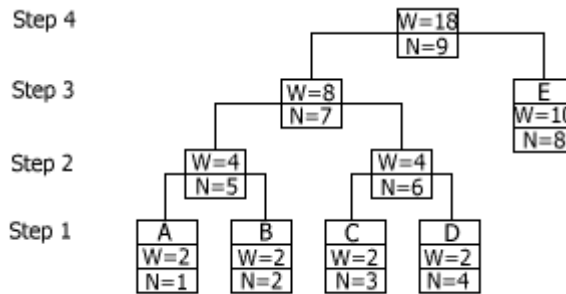 Step 4
W=18
N=9
Step 3
W=8
N=7
E
W=10
N=8
Step 2
W=4
N=5
W=4
N=6
Step 1
A
W=2
N=1
B
W=2
N=2
C
W=2
N=3
D
W=2
N=4